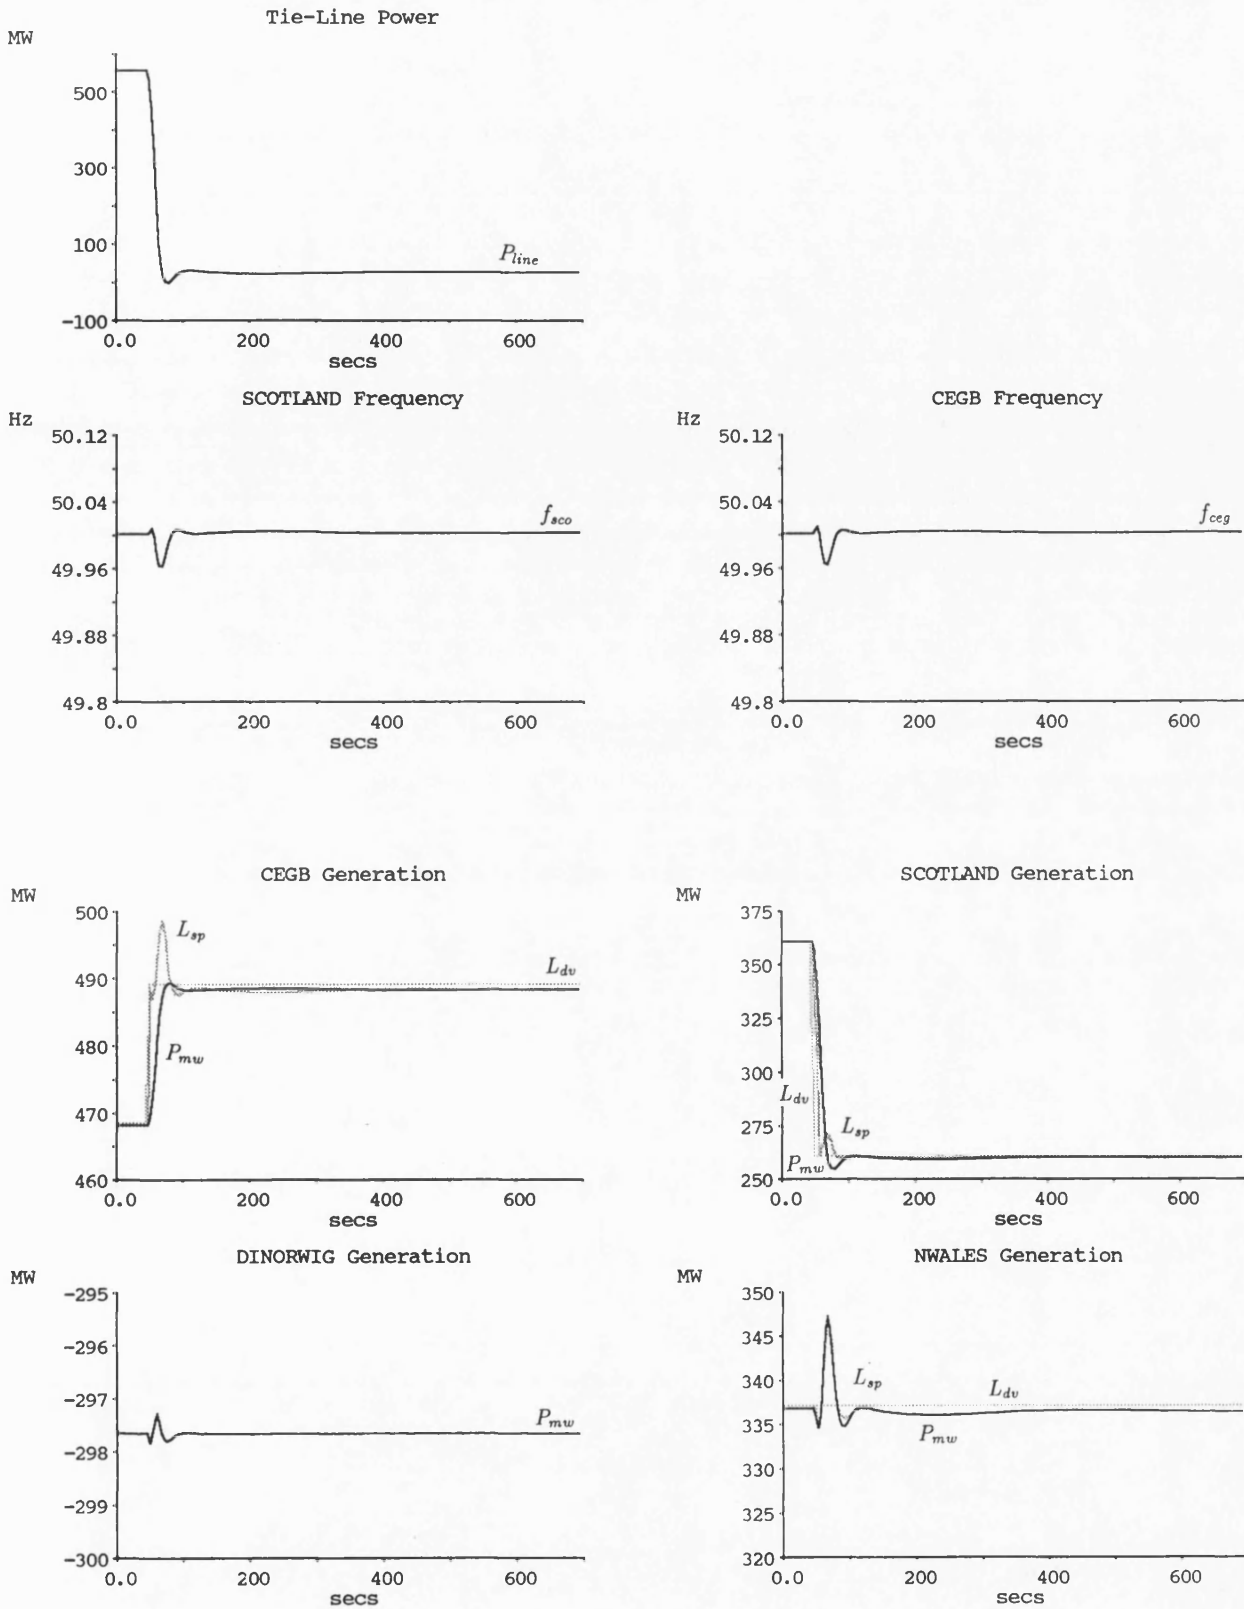 Tie-Line Power
MW
500
300
100
-100
P_line
0.0 200 400 600
secs
SCOTLAND Frequency
Hz
50.12
50.04
49.96
49.88
49.8
f_sco
0.0 200 400 600
secs
CEGB Frequency
Hz
50.12
50.04
49.96
49.88
49.8
f_ceg
0.0 200 400 600
secs
CEGB Generation
MW
500
490
480
470
460
L_sp
L_dv
P_mw
0.0 200 400 600
secs
SCOTLAND Generation
MW
375
350
325
300
275
250
L_dv
L_sp
P_mw
0.0 200 400 600
secs
DINORWIG Generation
MW
-295
-296
-297
-298
-299
-300
P_mw
0.0 200 400 600
secs
NWALES Generation
MW
350
345
340
335
330
325
320
L_sp
L_dv
P_mw
0.0 200 400 600
secs